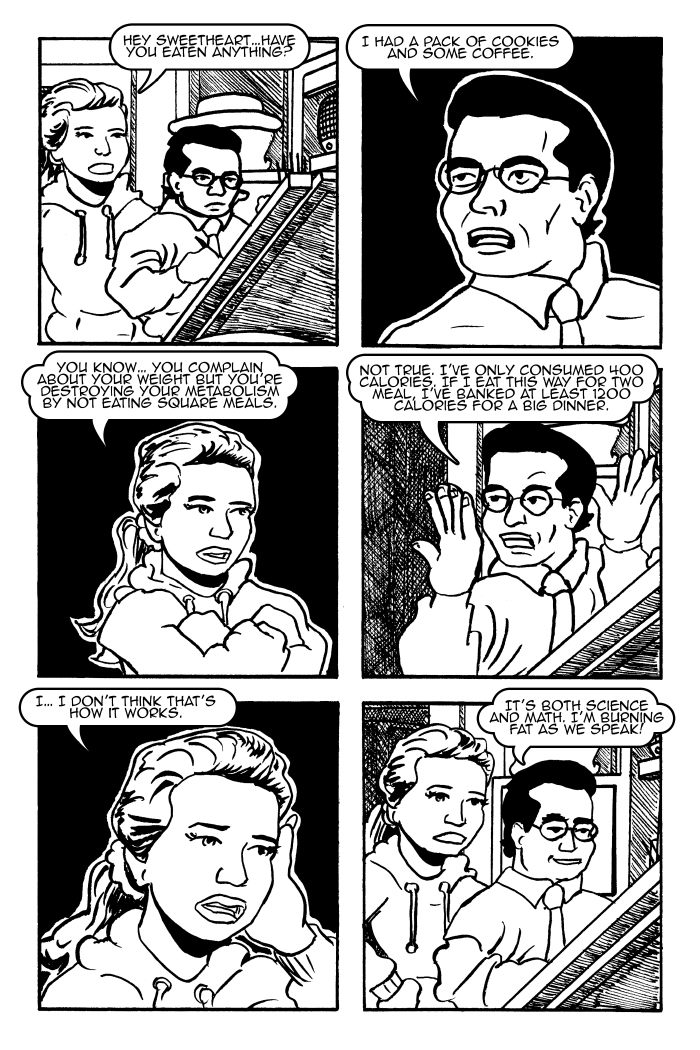 HEY SWEETHEART...HAVE
YOU EATEN ANYTHING?
I HAD A PACK OF COOKIES
AND SOME COFFEE.
YOU KNOW... YOU COMPLAIN
ABOUT YOUR WEIGHT BUT YOU'RE
DESTROYING YOUR METABOLISM
BY NOT EATING SQUARE MEALS.
NOT TRUE. I'VE ONLY CONSUMED 400
CALORIES. IF I EAT THIS WAY FOR TWO
MEAL, I'VE BANKED AT LEAST 1200
CALORIES FOR A BIG DINNER.
I... I DON'T THINK THAT'S
HOW IT WORKS.
IT'S BOTH SCIENCE
AND MATH. I'M BURNING
FAT AS WE SPEAK!